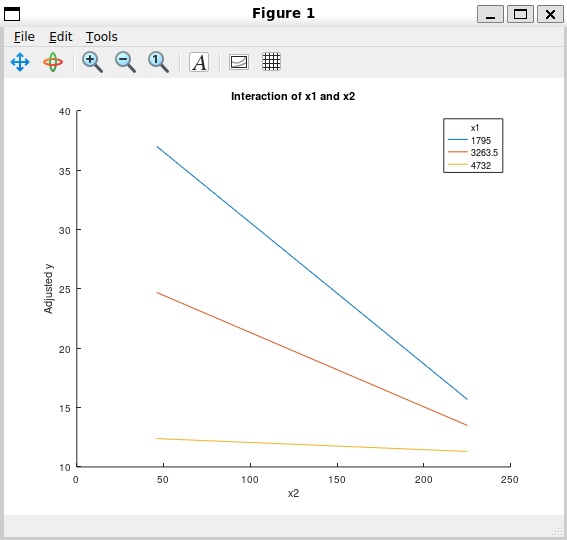 Figure 1
File Edit Tools
1 A
Interaction of x1 and x2
x1
1795
3263.5
4732
Adjusted y
40
35
30
25
20
15
10
0 50 100 150 200 250
x2